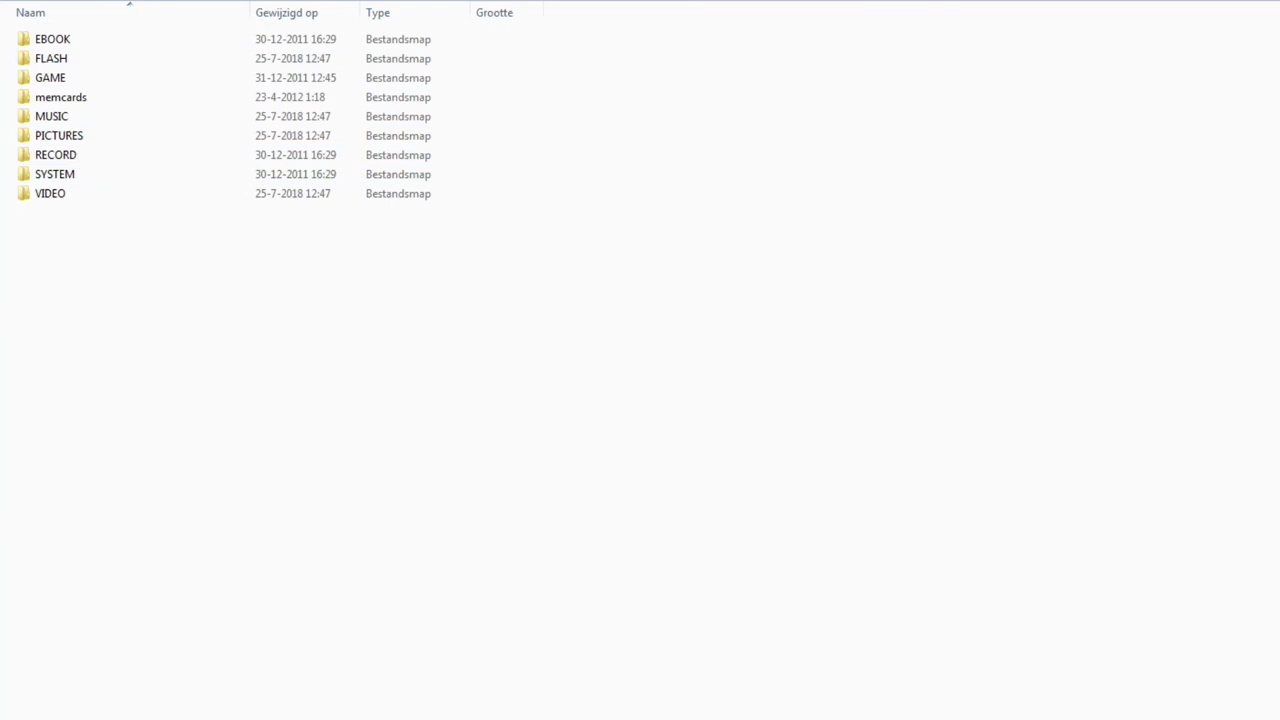 Naam Gewijzigd op Type Grootte
EBOOK 30-12-2011 16:29 Bestandsmap
FLASH 25-7-2018 12:47 Bestandsmap
GAME 31-12-2011 12:45 Bestandsmap
memcards 23-4-2012 1:18 Bestandsmap
MUSIC 25-7-2018 12:47 Bestandsmap
PICTURES 25-7-2018 12:47 Bestandsmap
RECORD 30-12-2011 16:29 Bestandsmap
SYSTEM 30-12-2011 16:29 Bestandsmap
VIDEO 25-7-2018 12:47 Bestandsmap